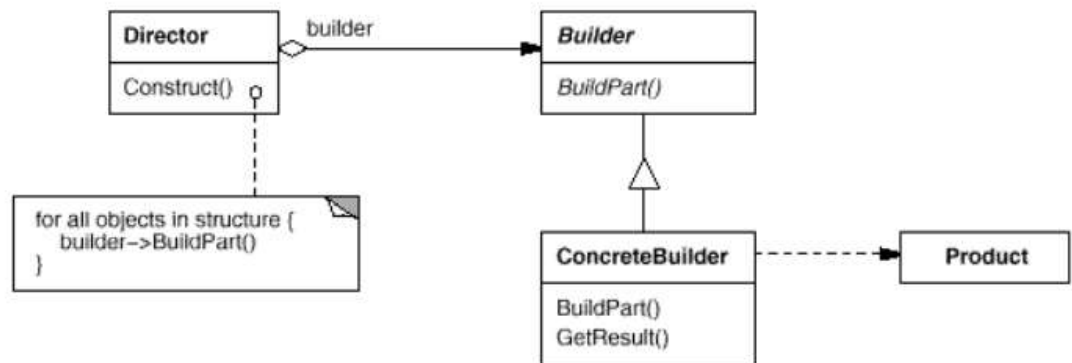 Director
builder
Builder
Construct()
BuildPart()
for all objects in structure {
builder->BuildPart()
}
ConcreteBuilder
Product
BuildPart()
GetResult()